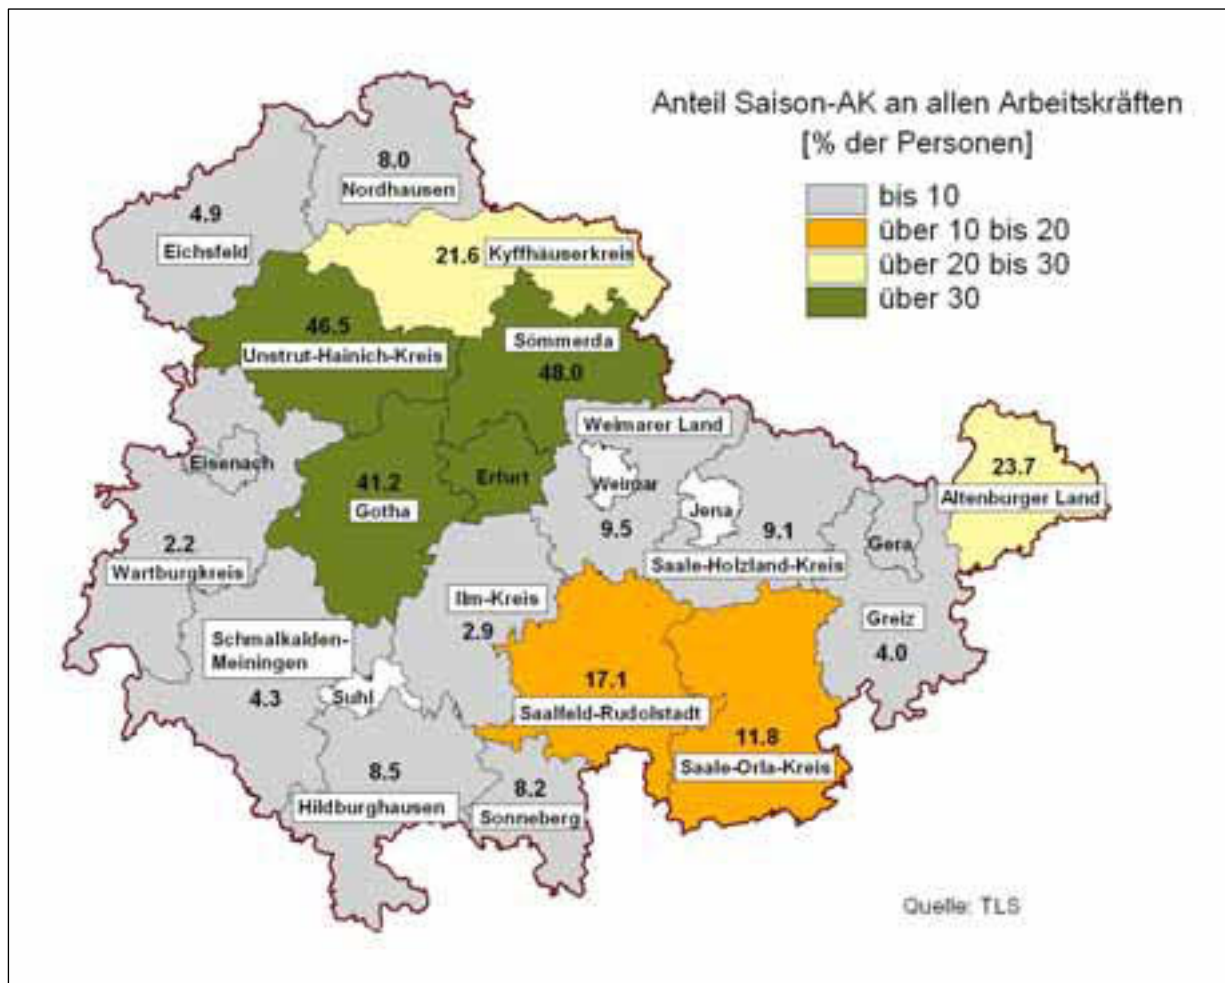 Anteil Saison-AK an allen Arbeitskräften
[% der Personen]
bis 10
über 10 bis 20
über 20 bis 30
über 30
8.0
Nordhausen
4.9
Eichsfeld
21.6 Kyffhäuserkreis
46.5
Unstrut-Hainich-Kreis
Sömmerda
48.0
Weimarer Land
Eisenach
41.2
Gotha
Erfurt
Weimar
9.5
Jena
9.1
Saale-Holzland-Kreis
Gera
23.7
Altenburger Land
2.2
Wartburgkreis
Ilm-Kreis
2.9
Greiz
4.0
Schmalkalden-
Meiningen
4.3
Suhl
17.1
Saalfeld-Rudolstadt
11.8
Saale-Orla-Kreis
8.5
Hildburghausen
8.2
Sonneberg
Quelle: TLS